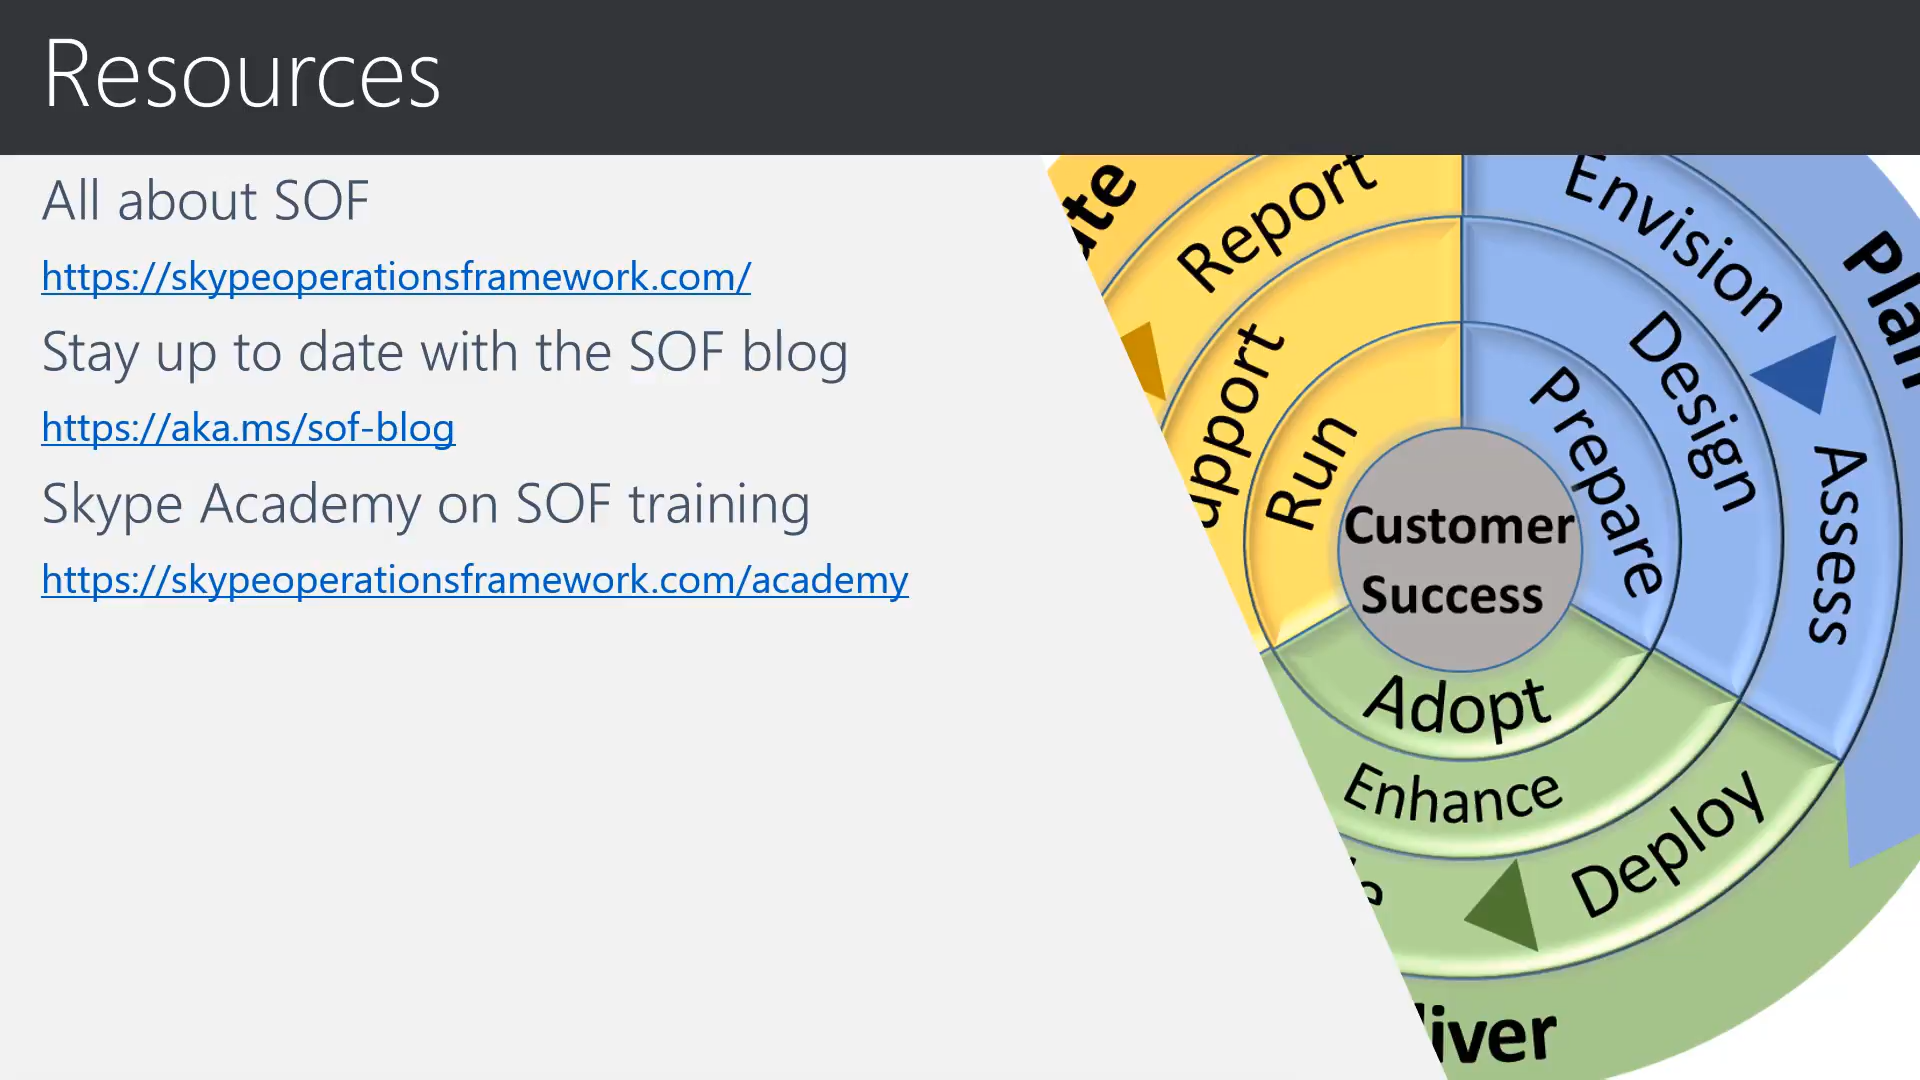 Resources
All about SOF
https://skypeoperationsframework.com/
Stay up to date with the SOF blog
https://aka.ms/sof-blog
Skype Academy on SOF training
https://skypeoperationsframework.com/academy
Report
Run
Envision
Design
Prepare
Plan
Assess
Customer
Success
Adopt
Enhance
Deploy